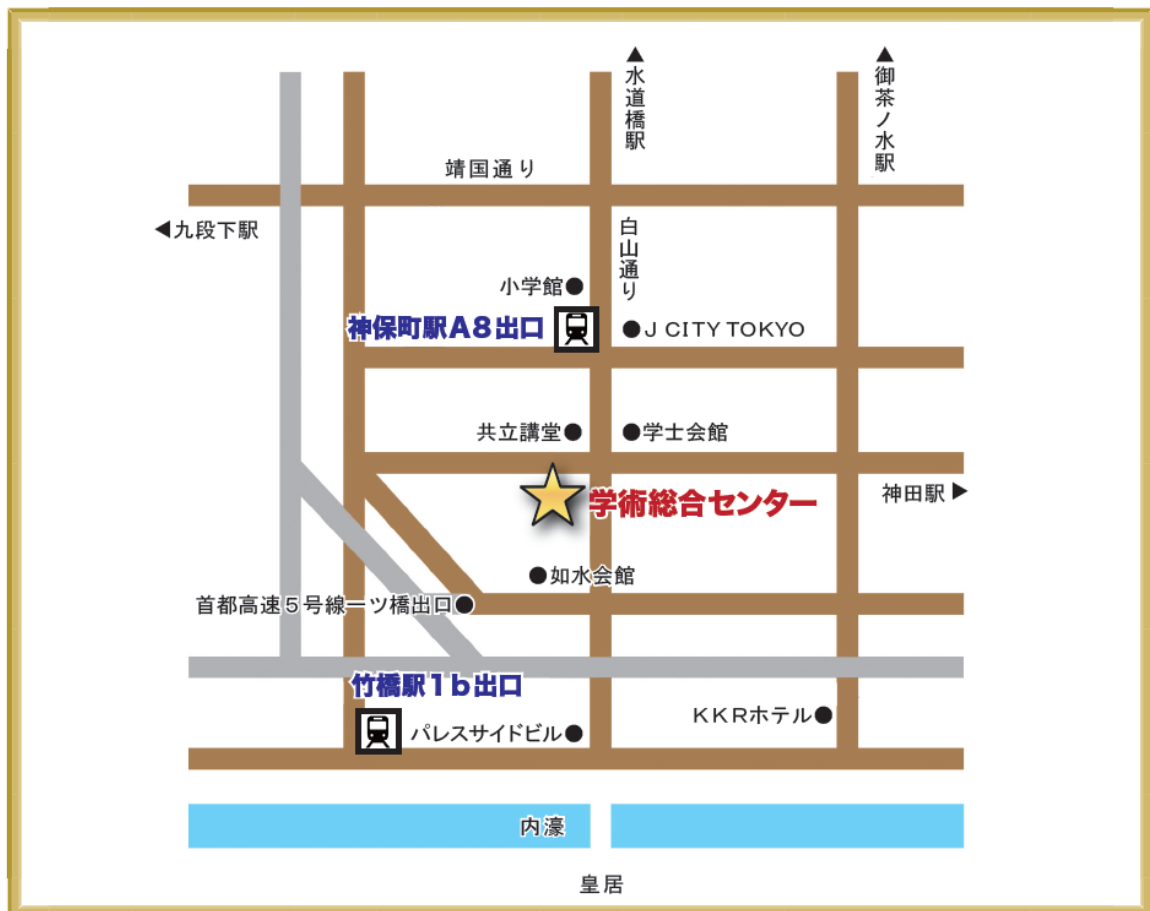 ▲水道橋駅
▲御茶ノ水駅
靖国通り
◀九段下駅
白山通り
小学館●
神保町駅A8出口
●J CITY TOKYO
共立講堂●
●学士会館
神田駅▶
学術総合センター
●如水会館
首都高速5号線一ツ橋出口●
竹橋駅1b出口
KKRホテル●
パレスサイドビル●
内濠
皇居